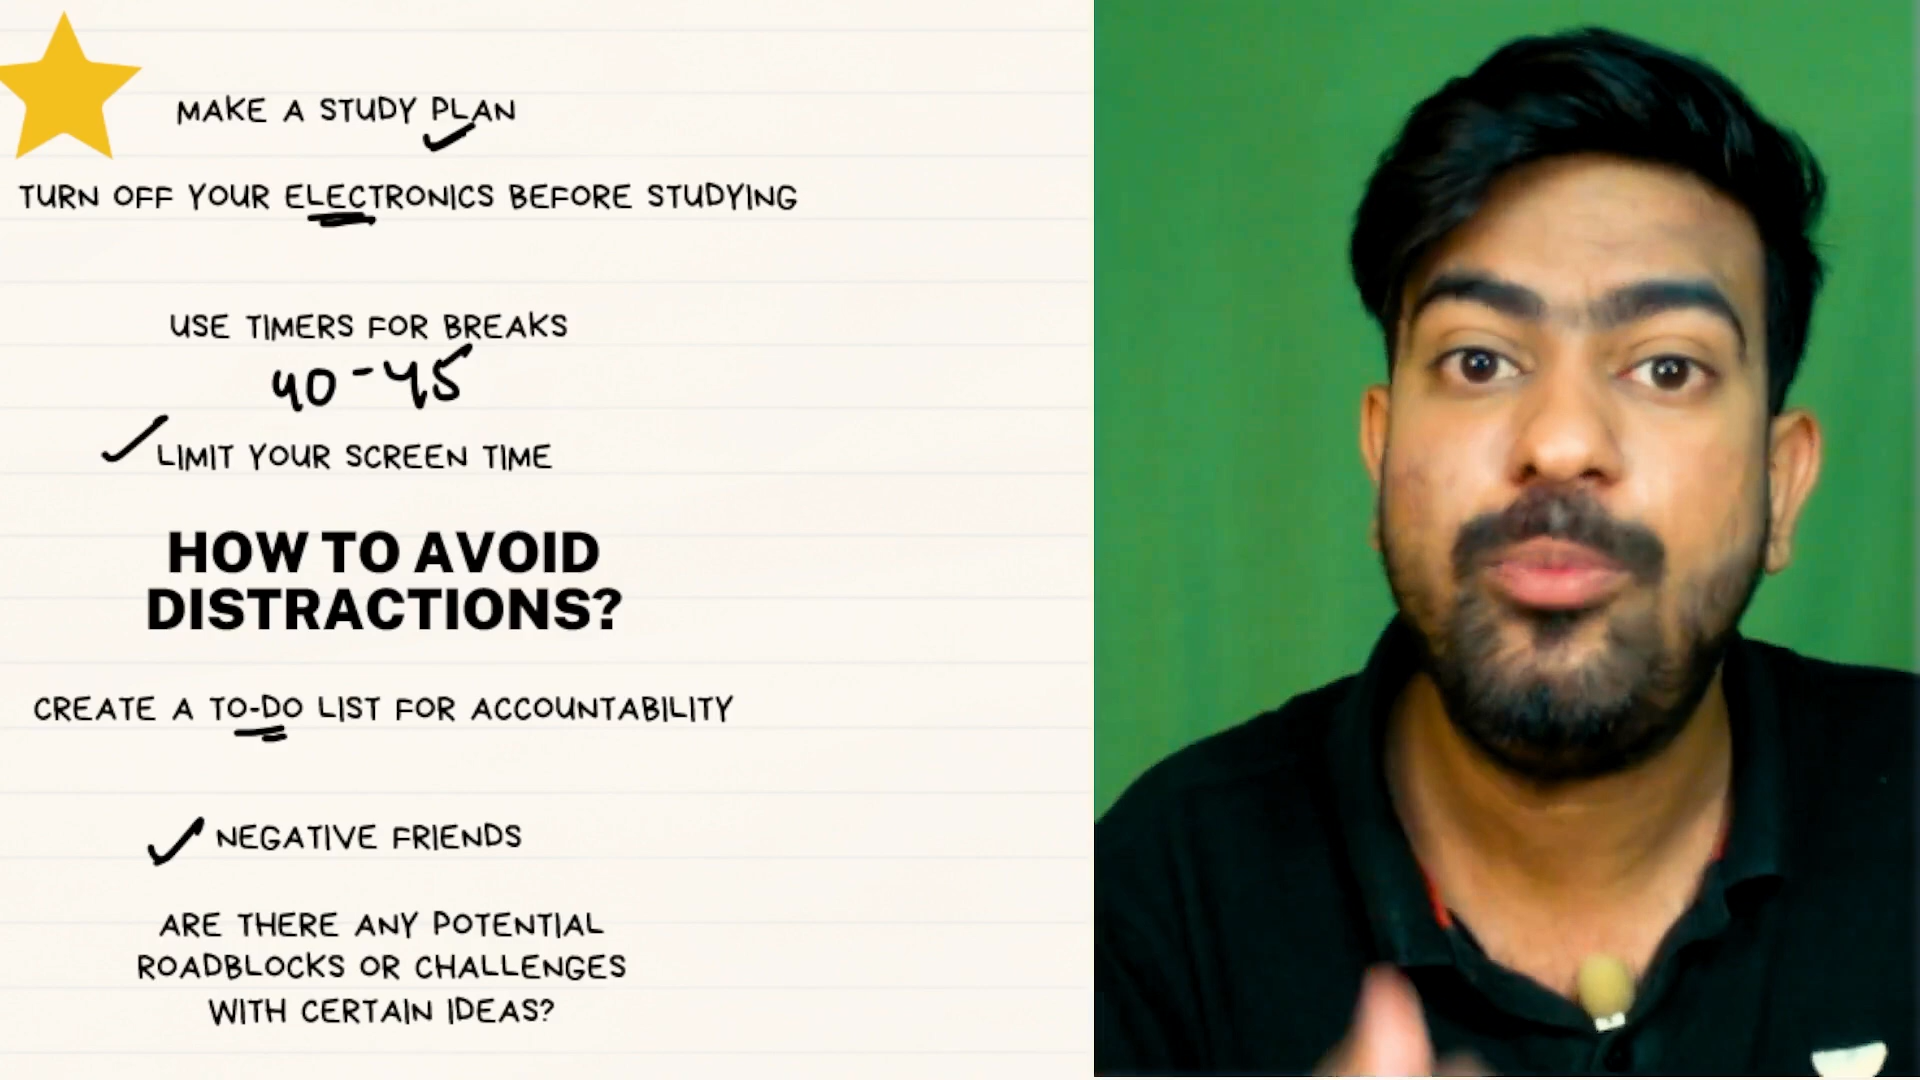 MAKE A STUDY PLAN
TURN OFF YOUR ELECTRONICS BEFORE STUDYING
USE TIMERS FOR BREAKS
40-45
LIMIT YOUR SCREEN TIME
HOW TO AVOID
DISTRACTIONS?
CREATE A TO-DO LIST FOR ACCOUNTABILITY
NEGATIVE FRIENDS
ARE THERE ANY POTENTIAL
ROADBLOCKS OR CHALLENGES
WITH CERTAIN IDEAS?